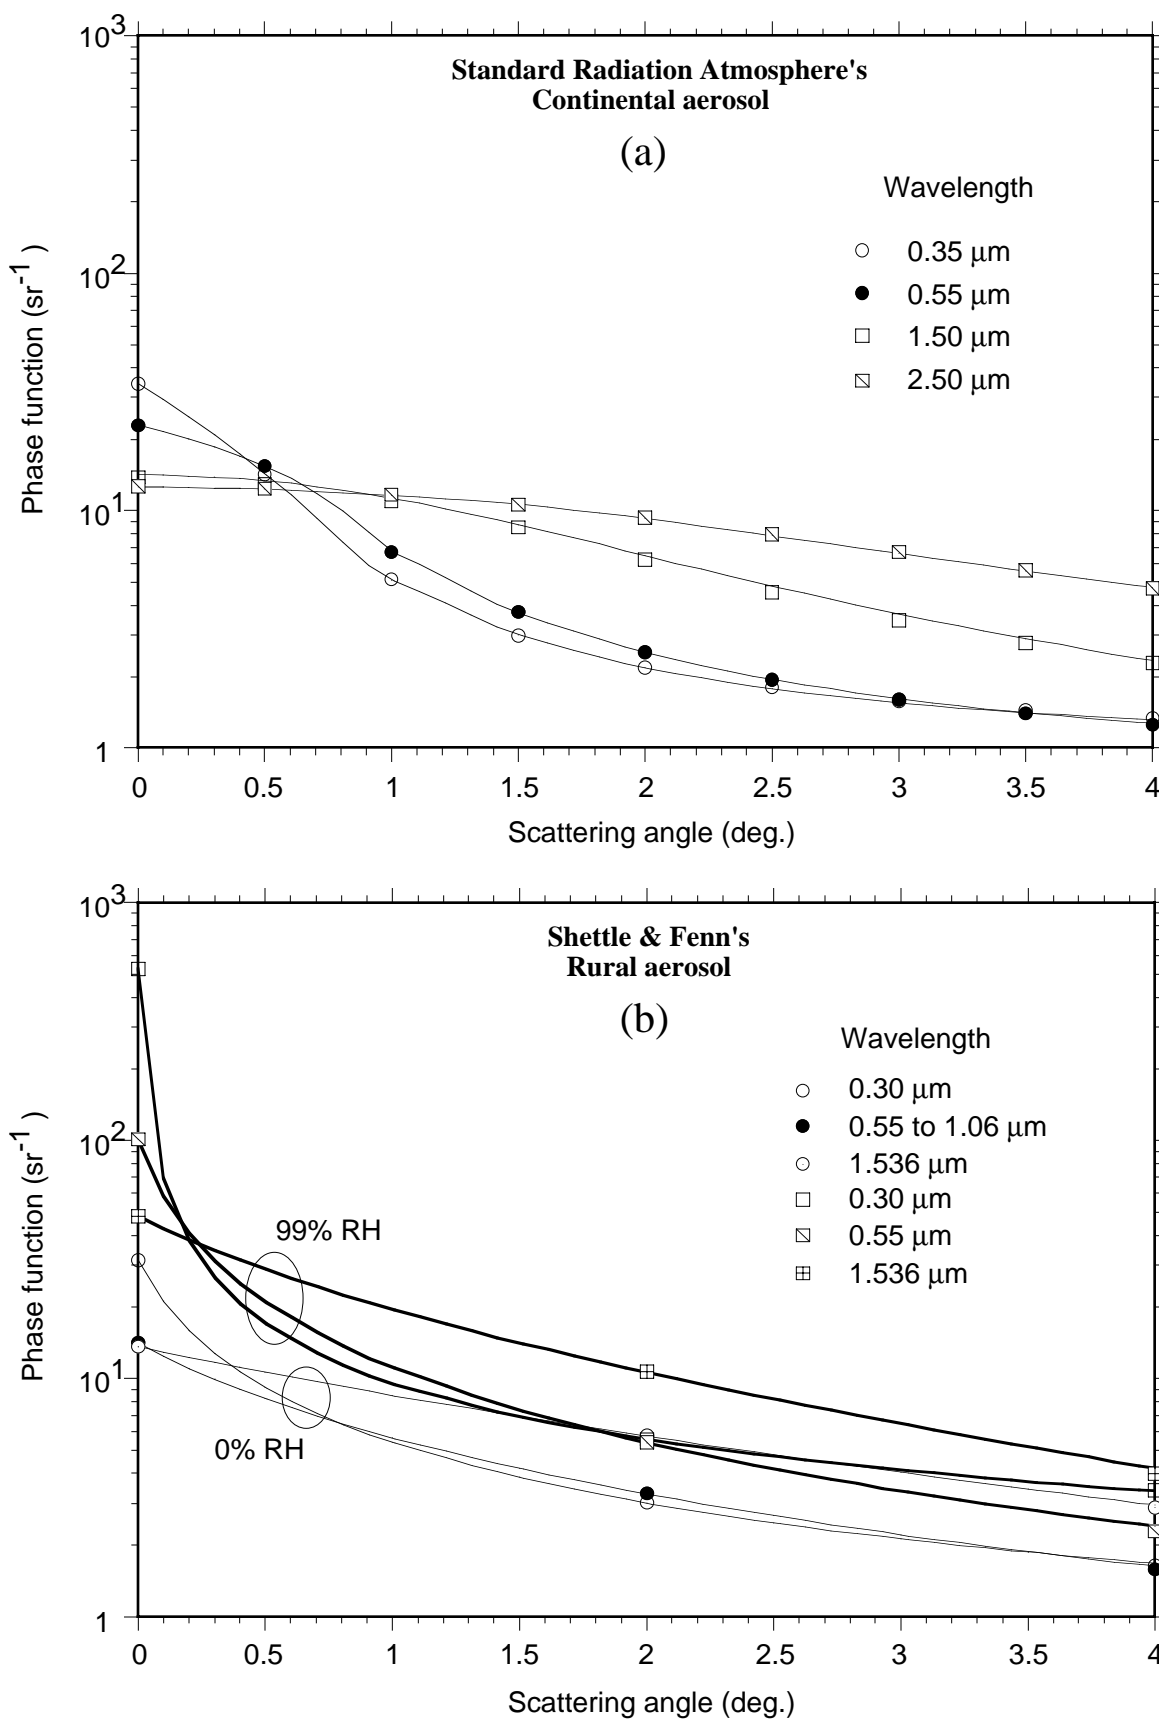 10³
Standard Radiation Atmosphere's
Continental aerosol
(a)
Wavelength
0.35 μm
0.55 μm
1.50 μm
2.50 μm
10²
10¹
1
Phase function (sr⁻¹ )
0 0.5 1 1.5 2 2.5 3 3.5 4
Scattering angle (deg.)
10³
Shettle & Fenn's
Rural aerosol
(b)
Wavelength
0.30 μm
0.55 to 1.06 μm
1.536 μm
0.30 μm
0.55 μm
1.536 μm
10²
99% RH
10¹
0% RH
1
Phase function (sr⁻¹ )
0 0.5 1 1.5 2 2.5 3 3.5 4
Scattering angle (deg.)